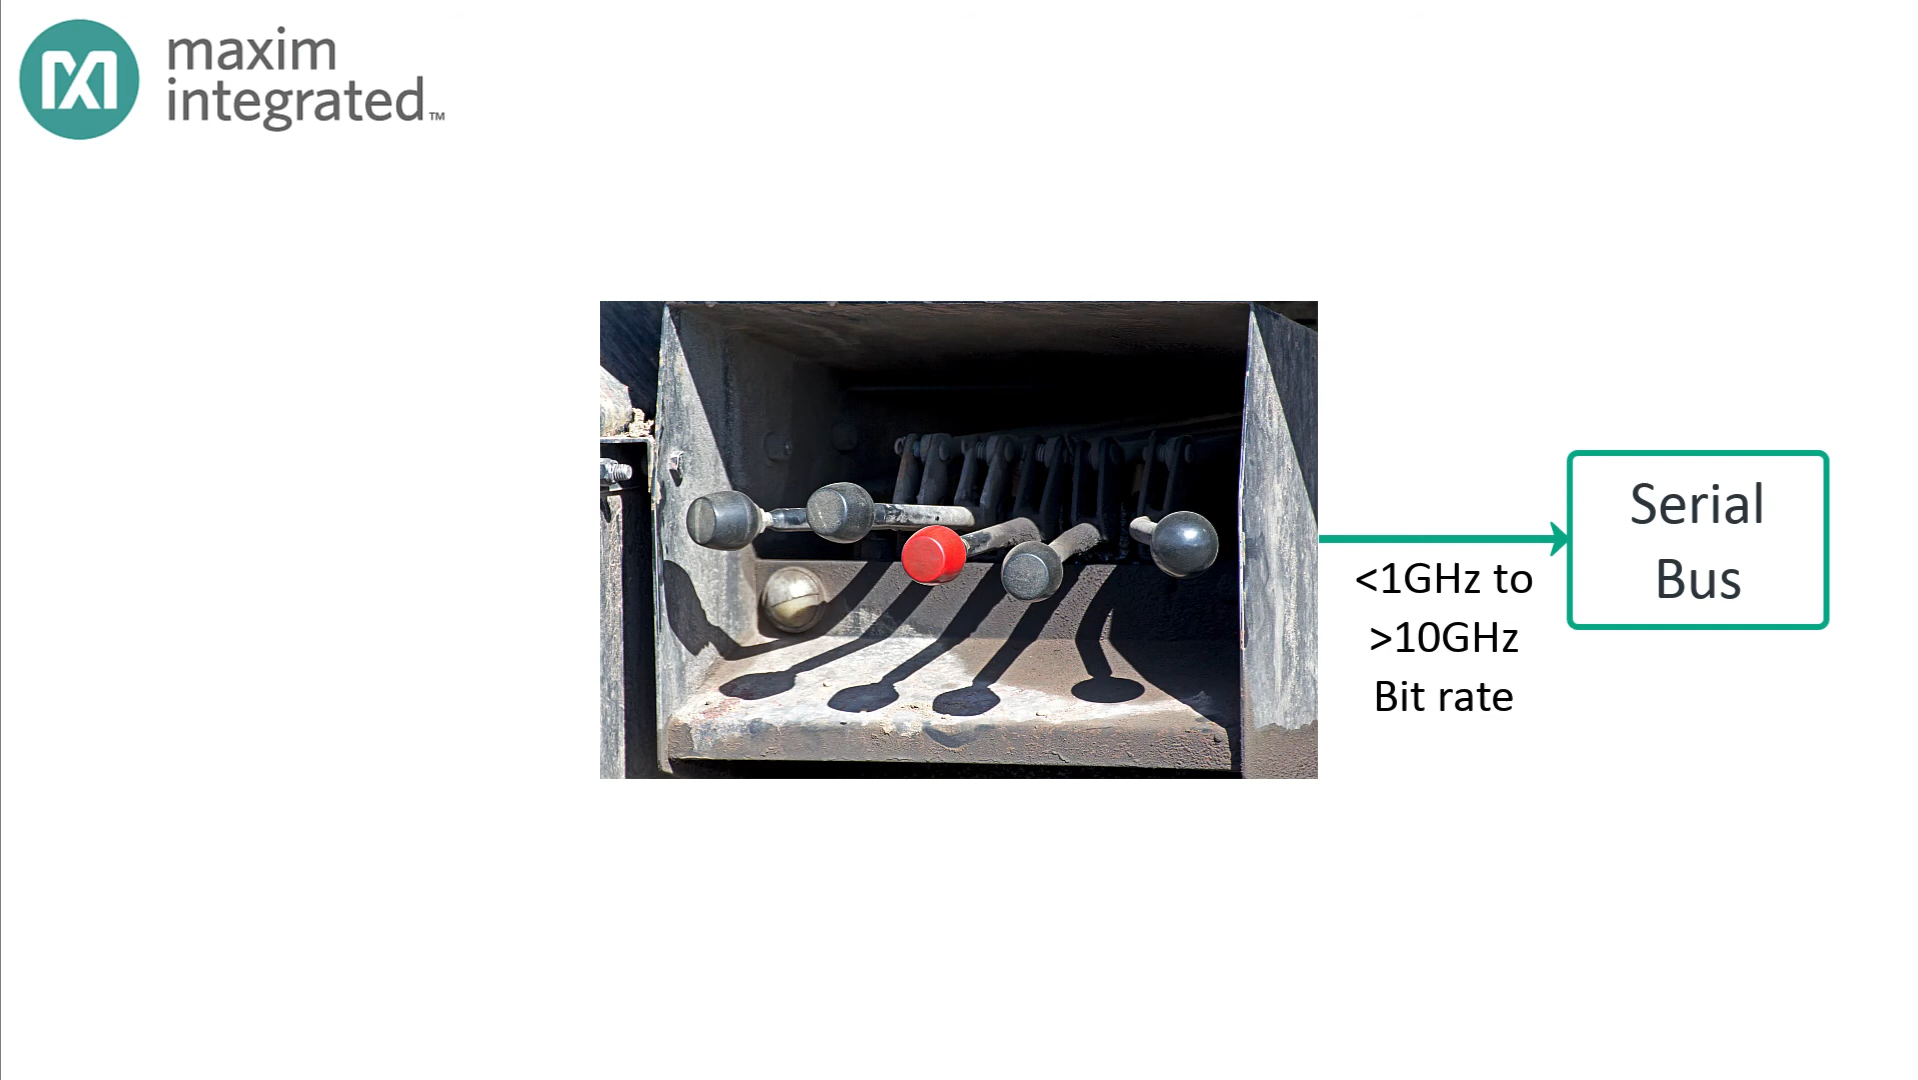 maxim
integrated™
Serial
Bus
<1GHz to
>10GHz
Bit rate